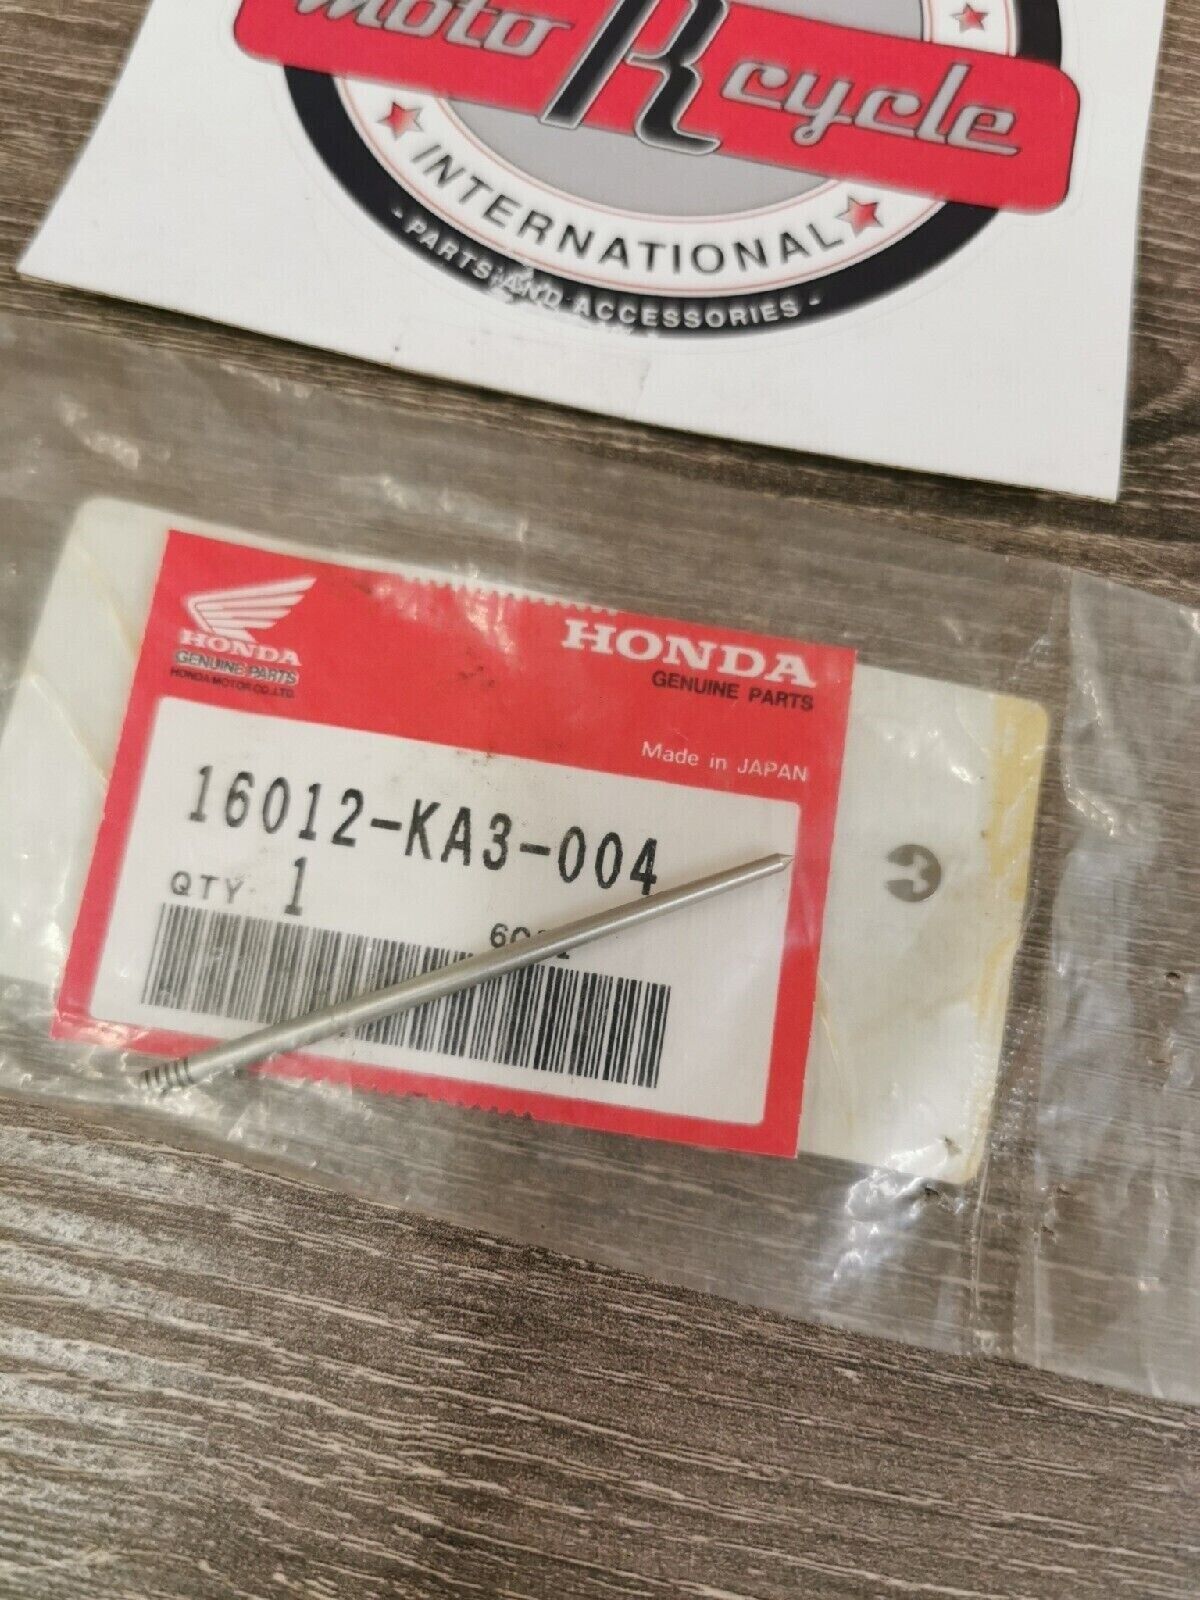 moto R cycle
INTERNATIONAL
- PARTS AND ACCESSORIES -
HONDA
GENUINE PARTS
HONDA MOTOR CO.,LTD.
HONDA
GENUINE PARTS
Made in JAPAN
16012-KA3-004
QTY 1